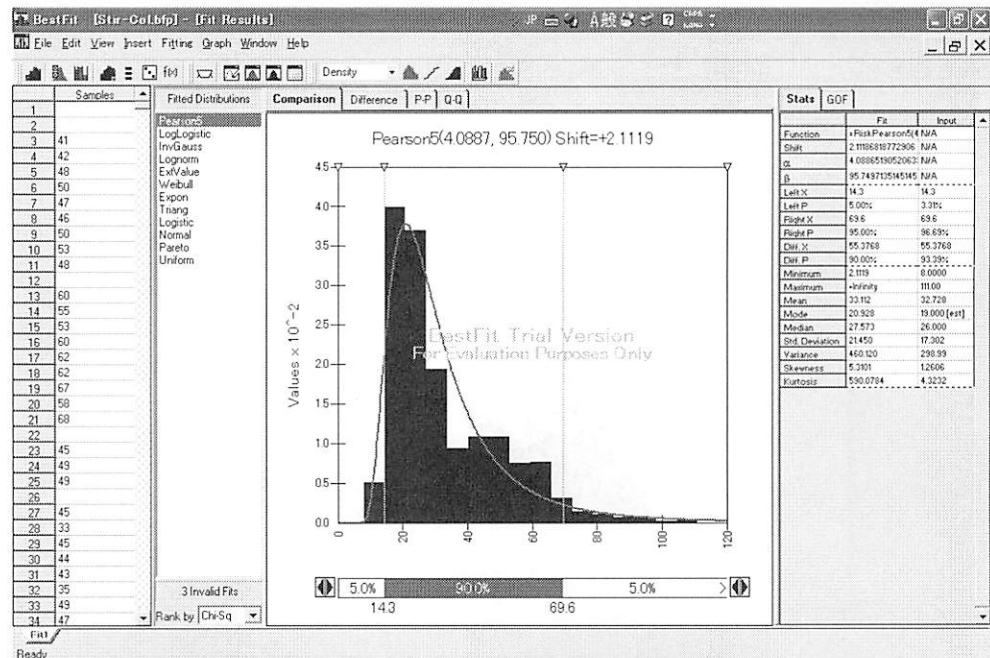 BestFit [Stir-Col.bfp] - [Fit Results]
JP A般 CAPS KANA
File Edit View Insert Fitting Graph Window Help
f(x) Density
Samples
1
2
3 41
4 42
5 48
6 50
7 47
8 46
9 50
10 53
11 48
12
13 60
14 55
15 53
16 60
17 62
18 62
19 67
20 58
21 68
22
23 45
24 49
25 49
26
27 45
28 33
29 45
30 44
31 43
32 35
33 49
34 47
Fitted Distributions
Pearson5
LogLogistic
InvGauss
Lognorm
ExtValue
Weibull
Expon
Triang
Logistic
Normal
Pareto
Uniform
3 Invalid Fits
Rank by Chi-Sq
Comparison Difference P-P Q-Q
Pearson5(4.0887, 95.750) Shift=+2.1119
Values x 10^-2
4.5
4.0
3.5
3.0
2.5
2.0
1.5
1.0
0.5
0.0
0 20 40 60 80 100 120
BestFit Trial Version
For Evaluation Purposes Only
5.0% 90.0% 5.0% >
14.3 69.6
Stats GOF
Fit Input
Function N/A
Shift 2.11186818772906 N/A
α 4.0886519052063 N/A
β 95.7497135145145 N/A
Left X 14.3 14.3
Left P 5.00% 3.31%
Right X 69.6 69.6
Right P 95.00% 96.69%
Diff. X 55.3768 55.3768
Diff. P 90.00% 93.39%
Minimum 2.1119 8.0000
Maximum +Infinity 111.00
Mean 33.112 32.728
Mode 20.928 19.000 [est]
Median 27.573 26.000
Std. Deviation 21.450 17.302
Variance 460.120 298.99
Skewness 5.3101 1.2606
Kurtosis 590.0784 4.3232
Fit1
Ready